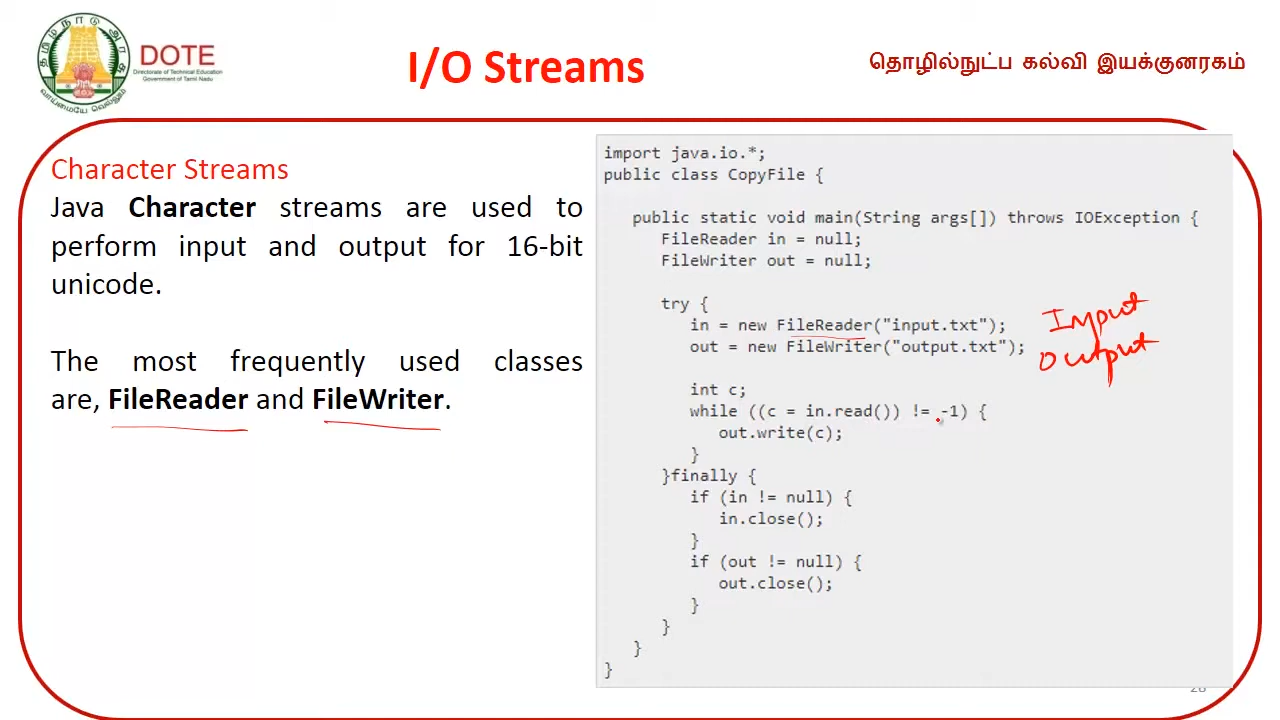 தமிழ்நாடு அரசு
வாய்மையே வெல்லும்
DOTE
Directorate of Technical Education
Government of Tamil Nadu
I/O Streams
தொழில்நுட்ப கல்வி இயக்குனரகம்
Character Streams
Java Character streams are used to
perform input and output for 16-bit
unicode.
The most frequently used classes
are, FileReader and FileWriter.
import java.io.*;
public class CopyFile {
public static void main(String args[]) throws IOException {
FileReader in = null;
FileWriter out = null;
try {
in = new FileReader("input.txt");
out = new FileWriter("output.txt");
Input
Output
int c;
while ((c = in.read()) != -1) {
out.write(c);
}
}finally {
if (in != null) {
in.close();
}
if (out != null) {
out.close();
}
}
}
}